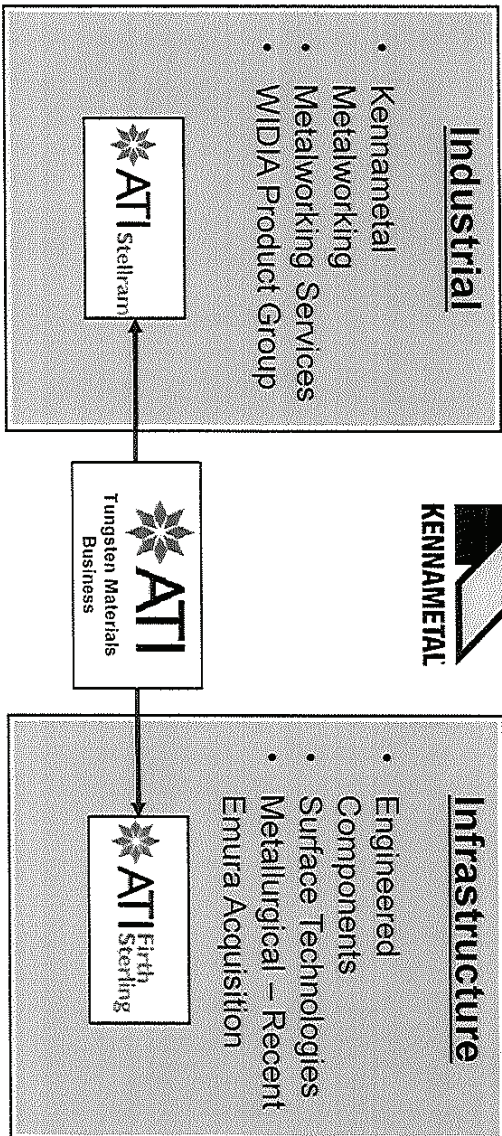 Industrial
• Kennametal
Metalworking
• Metalworking Services
• WIDIA Product Group
ATI Stellram
KENNAMETAL
ATI
Tungsten Materials
Business
Infrastructure
• Engineered
Components
• Surface Technologies
• Metallurgical – Recent
Emura Acquisition
ATI Firth
Sterling